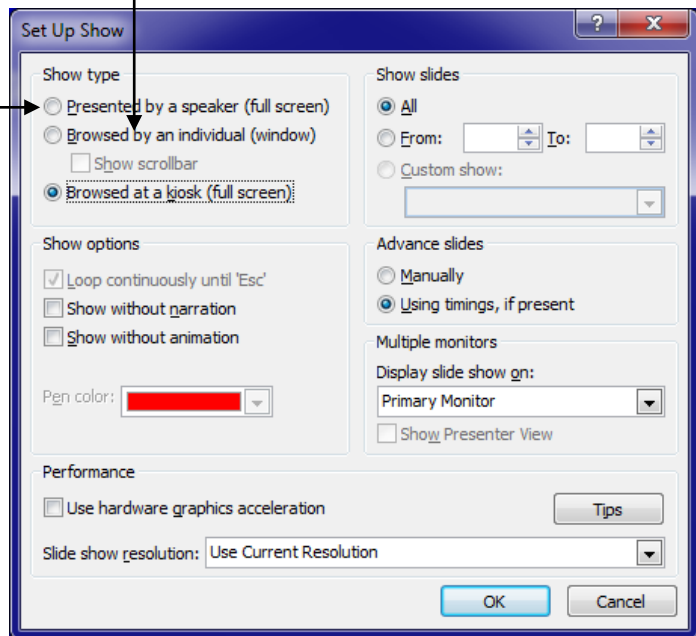 Set Up Show
Show type
Presented by a speaker (full screen)
Browsed by an individual (window)
Show scrollbar
Browsed at a kiosk (full screen)
Show slides
All
From: To:
Custom show:
Show options
Loop continuously until 'Esc'
Show without narration
Show without animation
Pen color:
Advance slides
Manually
Using timings, if present
Multiple monitors
Display slide show on:
Primary Monitor
Show Presenter View
Performance
Use hardware graphics acceleration
Tips
Slide show resolution: Use Current Resolution
OK Cancel